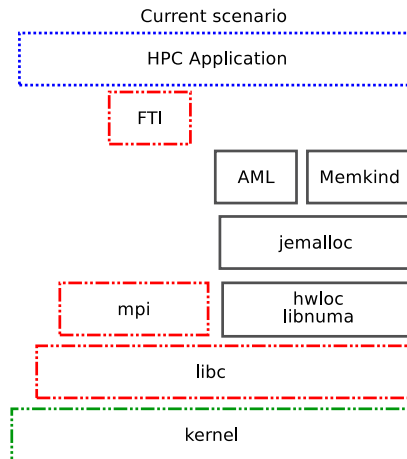 Current scenario
HPC Application
FTI
AML
Memkind
jemalloc
mpi
hwloc
libnuma
libc
kernel